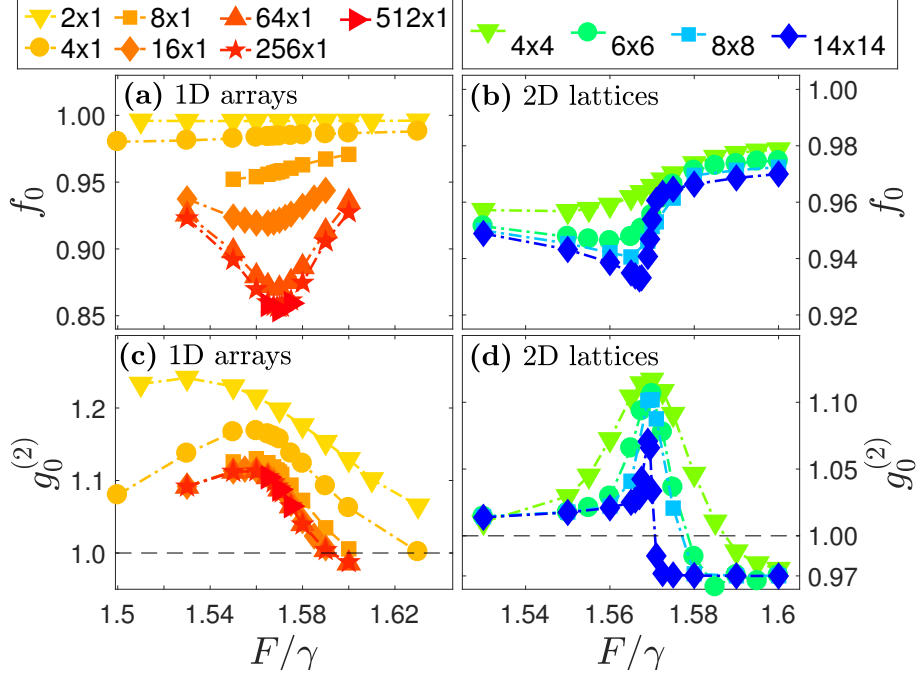 2x1 8x1 64x1 512x1
4x1 16x1 256x1
4x4 6x6 8x8 14x14
(a) 1D arrays
1.00
0.95
0.90
0.85
f₀
(b) 2D lattices
1.00
0.98
0.96
0.94
0.92
f₀
(c) 1D arrays
1.2
1.1
1.0
g₀⁽²⁾
1.5 1.54 1.58 1.62
F/γ
(d) 2D lattices
1.10
1.05
1.00
0.97
g₀⁽²⁾
1.54 1.56 1.58 1.6
F/γ